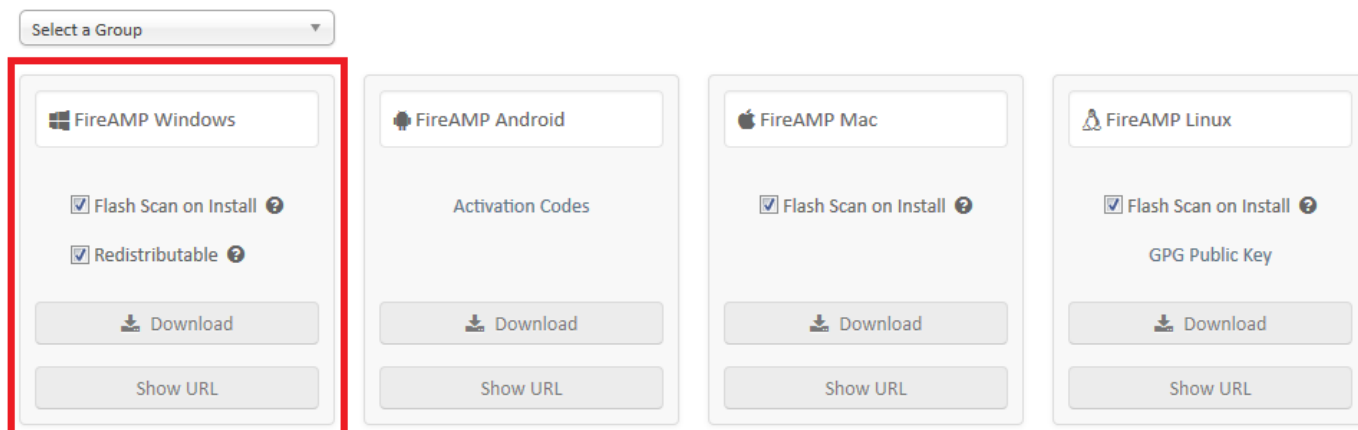 Select a Group
FireAMP Windows
Flash Scan on Install
Redistributable
Download
Show URL
FireAMP Android
Activation Codes
Download
Show URL
FireAMP Mac
Flash Scan on Install
Download
Show URL
FireAMP Linux
Flash Scan on Install
GPG Public Key
Download
Show URL